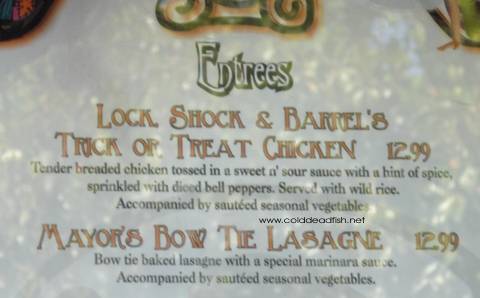 Entrees
Lock, Shock & Barrel's
Trick or Treat Chicken 12.99
Tender breaded chicken tossed in a sweet n' sour sauce with a hint of spice,
sprinkled with diced bell peppers. Served with wild rice.
Accompanied by sautéed seasonal vegetables.
www.colddeadfish.net
Mayor's Bow Tie Lasagne 12.99
Bow tie baked lasagne with a special marinara sauce.
Accompanied by sautéed seasonal vegetables.